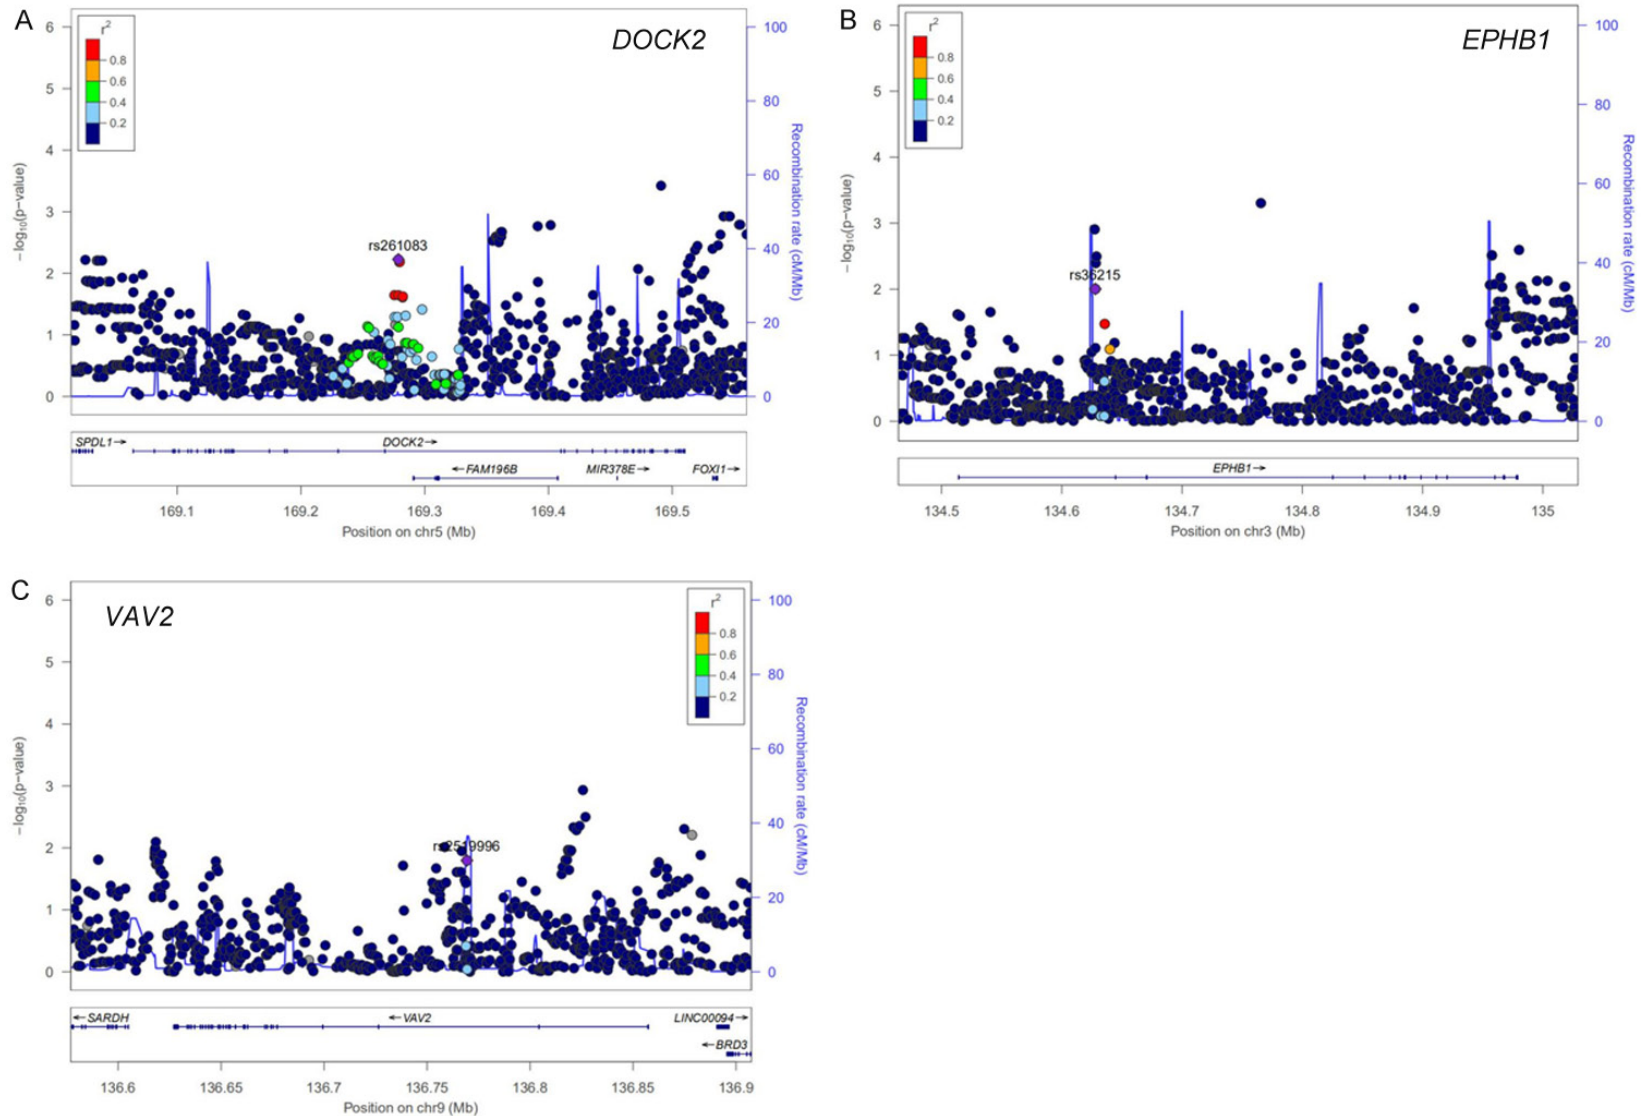 A
DOCK2
r2
0.8
0.6
0.4
0.2
6
5
4
3
2
1
0
−log10(p−value)
100
80
60
40
20
0
Recombination rate (cM/Mb)
rs261083
SPDL1→
DOCK2→
←FAM196B
MIR378E→
FOXI1→
169.1
169.2
169.3
169.4
169.5
Position on chr5 (Mb)
B
EPHB1
r2
0.8
0.6
0.4
0.2
6
5
4
3
2
1
0
−log10(p−value)
100
80
60
40
20
0
Recombination rate (cM/Mb)
rs36215
EPHB1→
134.5
134.6
134.7
134.8
134.9
135
Position on chr3 (Mb)
C
VAV2
r2
0.8
0.6
0.4
0.2
6
5
4
3
2
1
0
−log10(p−value)
100
80
60
40
20
0
Recombination rate (cM/Mb)
rs2519996
←SARDH
←VAV2
LINC00094→
←BRD3
136.6
136.65
136.7
136.75
136.8
136.85
136.9
Position on chr9 (Mb)